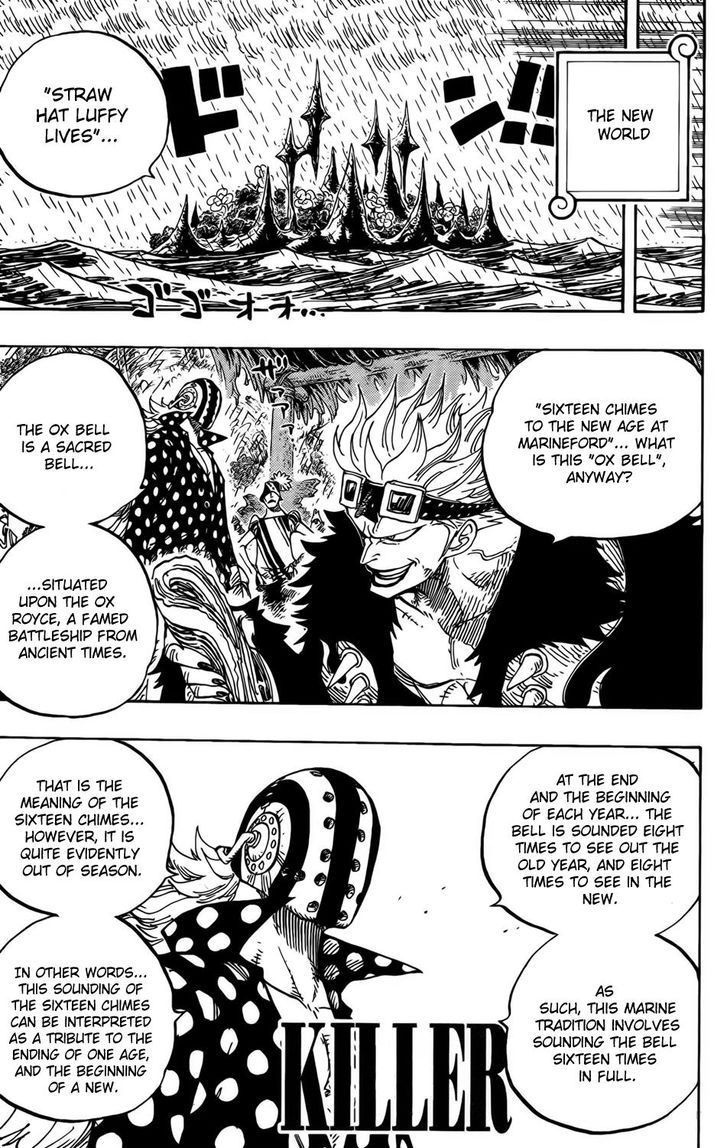 THE NEW
WORLD
"STRAW
HAT LUFFY
LIVES"...
ドン!!
ゴゴオオ...
"SIXTEEN CHIMES
TO THE NEW AGE AT
MARINEFORD"... WHAT
IS THIS "OX BELL",
ANYWAY?
ザァァァ
THE OX BELL
IS A SACRED
BELL...
...SITUATED
UPON THE OX
ROYCE, A FAMED
BATTLESHIP FROM
ANCIENT TIMES.
AT THE END
AND THE BEGINNING
OF EACH YEAR... THE
BELL IS SOUNDED EIGHT
TIMES TO SEE OUT THE
OLD YEAR, AND EIGHT
TIMES TO SEE IN THE
NEW.
AS
SUCH, THIS MARINE
TRADITION INVOLVES
SOUNDING THE BELL
SIXTEEN TIMES
IN FULL.
THAT IS THE
MEANING OF THE
SIXTEEN CHIMES...
HOWEVER, IT IS
QUITE EVIDENTLY
OUT OF SEASON.
IN OTHER WORDS...
THIS SOUNDING OF
THE SIXTEEN CHIMES
CAN BE INTERPRETED
AS A TRIBUTE TO THE
ENDING OF ONE AGE,
AND THE BEGINNING
OF A NEW.
KILLER